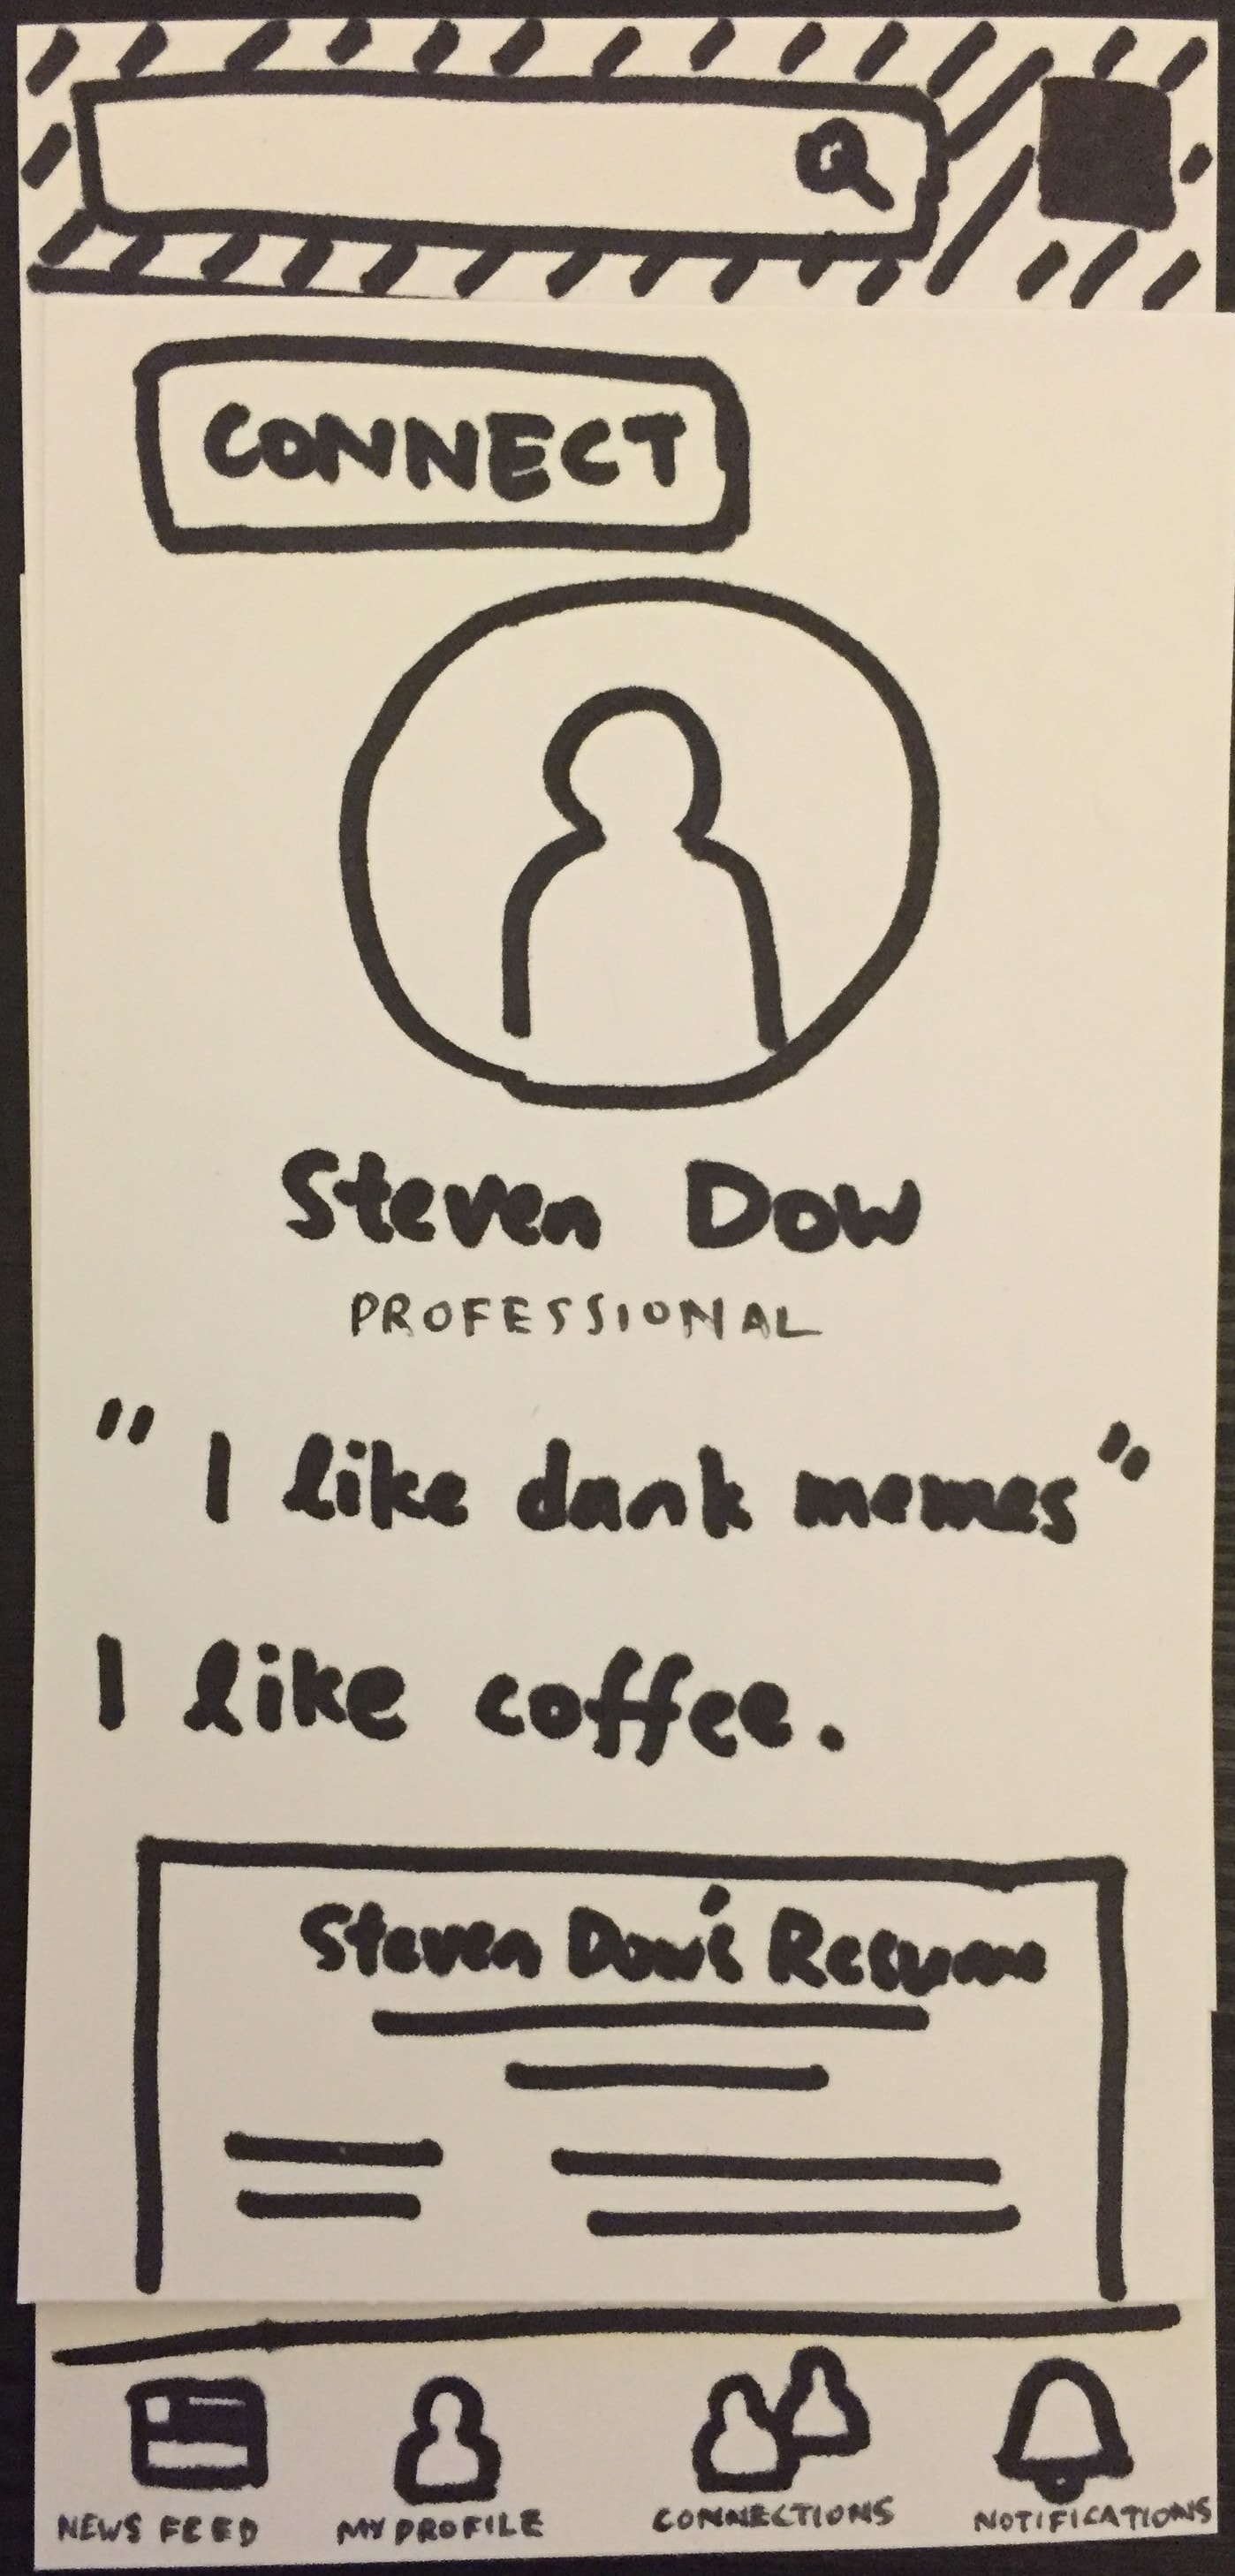 CONNECT
Steven Dow
PROFESSIONAL
"I like dank memes"
I like coffee.
Steven Dow's Resume
NEWS FEED MY PROFILE CONNECTIONS NOTIFICATIONS